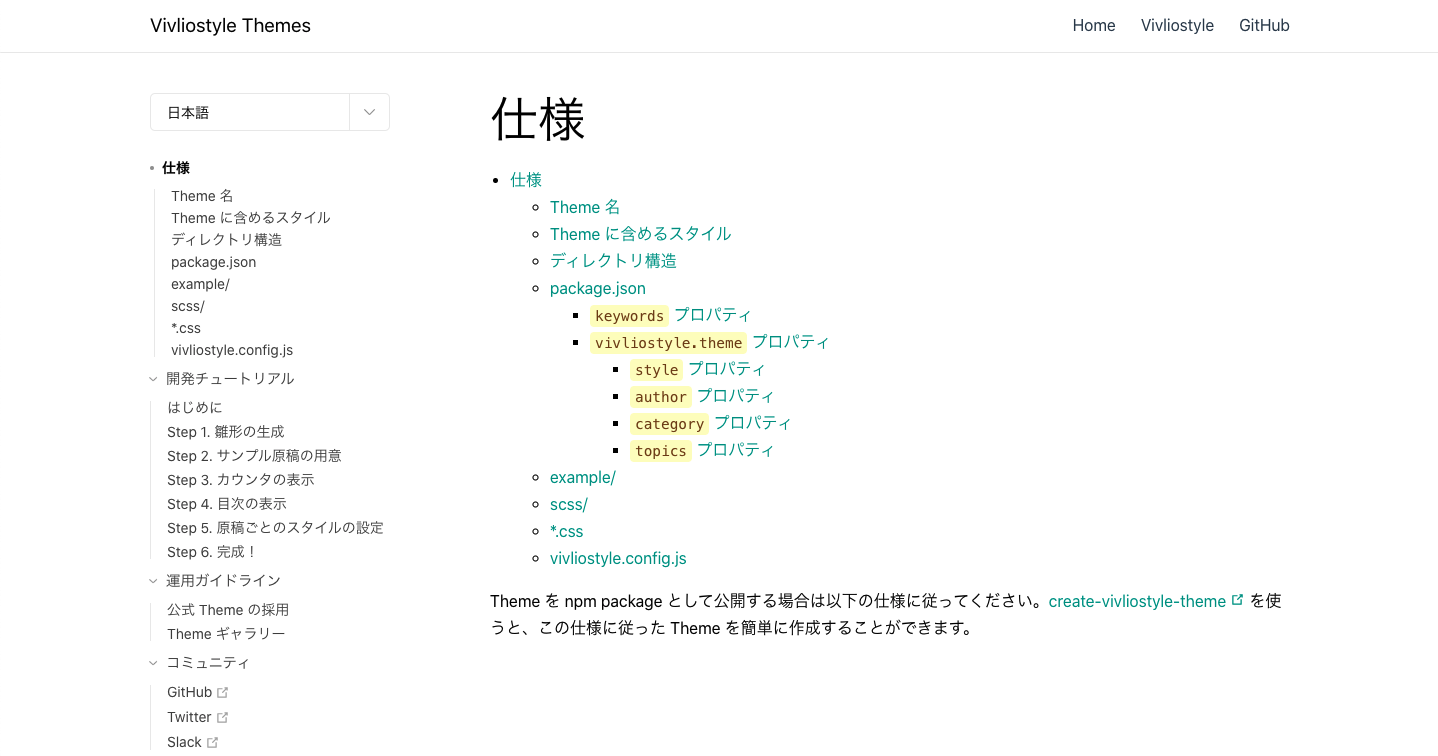 Vivliostyle Themes
Home Vivliostyle GitHub
日本語
仕様
Theme 名
Theme に含めるスタイル
ディレクトリ構造
package.json
example/
scss/
*.css
vivliostyle.config.js
開発チュートリアル
はじめに
Step 1. 雛形の生成
Step 2. サンプル原稿の用意
Step 3. カウンタの表示
Step 4. 目次の表示
Step 5. 原稿ごとのスタイルの設定
Step 6. 完成！
運用ガイドライン
公式 Theme の採用
Theme ギャラリー
コミュニティ
GitHub
Twitter
Slack
仕様
仕様
Theme 名
Theme に含めるスタイル
ディレクトリ構造
package.json
keywords プロパティ
vivliostyle.theme プロパティ
style プロパティ
author プロパティ
category プロパティ
topics プロパティ
example/
scss/
*.css
vivliostyle.config.js
Theme を npm package として公開する場合は以下の仕様に従ってください。create-vivliostyle-theme を使
うと、この仕様に従った Theme を簡単に作成することができます。